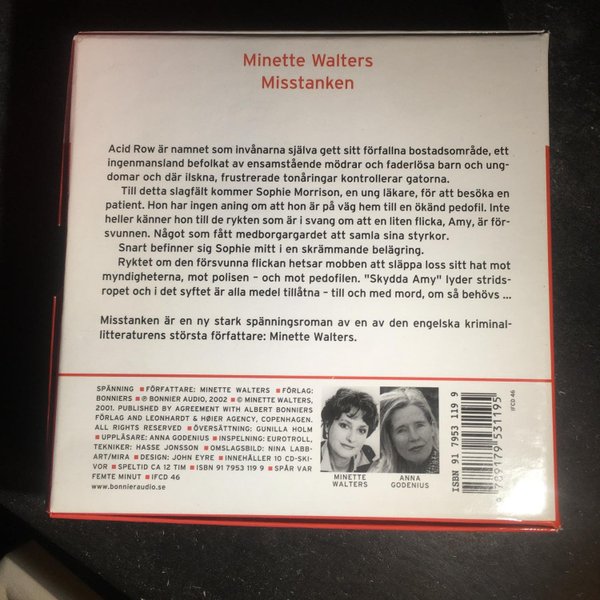 Minette Walters
Misstanken
Acid Row är namnet som invånarna själva gett sitt förfallna bostadsområde, ett
ingenmansland befolkat av ensamstående mödrar och faderlösa barn och ung-
domar och där ilskna, frustrerade tonåringar kontrollerar gatorna.
Till detta slagfält kommer Sophie Morrison, en ung läkare, för att besöka en
patient. Hon har ingen aning om att hon är på väg hem till en ökänd pedofil. Inte
heller känner hon till de rykten som är i svang om att en liten flicka, Amy, är för-
svunnen. Något som fått medborgargardet att samla sina styrkor.
Snart befinner sig Sophie mitt i en skrämmande belägring.
Ryktet om den försvunna flickan hetsar mobben att släppa loss sitt hat mot
myndigheterna, mot polisen – och mot pedofilen. "Skydda Amy" lyder strids-
ropet och i det syftet är alla medel tillåtna – till och med mord, om så behövs ...
Misstanken är en ny stark spänningsroman av en av den engelska kriminal-
litteraturens största författare: Minette Walters.
SPÄNNING ■ FÖRFATTARE: MINETTE WALTERS ■ FÖRLAG:
BONNIERS ■ ℗ BONNIER AUDIO, 2002 ■ © MINETTE WALTERS,
2001. PUBLISHED BY AGREEMENT WITH ALBERT BONNIERS
FÖRLAG AND LEONHARDT & HØIER AGENCY, COPENHAGEN.
ALL RIGHTS RESERVED ■ ÖVERSÄTTNING: GUNILLA HOLM
■ UPPLÄSARE: ANNA GODENIUS ■ INSPELNING: EUROTROLL,
TEKNIKER: HASSE JONSSON ■ OMSLAGSBILD: NINA LABB-
ART/MIRA ■ DESIGN: JOHN EYRE ■ INNEHÅLLER 10 CD-SKI-
VOR ■ SPELTID CA 12 TIM ■ ISBN 91 7953 119 9 ■ SPÅR VAR
FEMTE MINUT ■ IFCD 46
www.bonnieraudio.se
MINETTE
WALTERS
ANNA
GODENIUS
ISBN 91 7953 119 9
9 789179 531195
IFCD 46